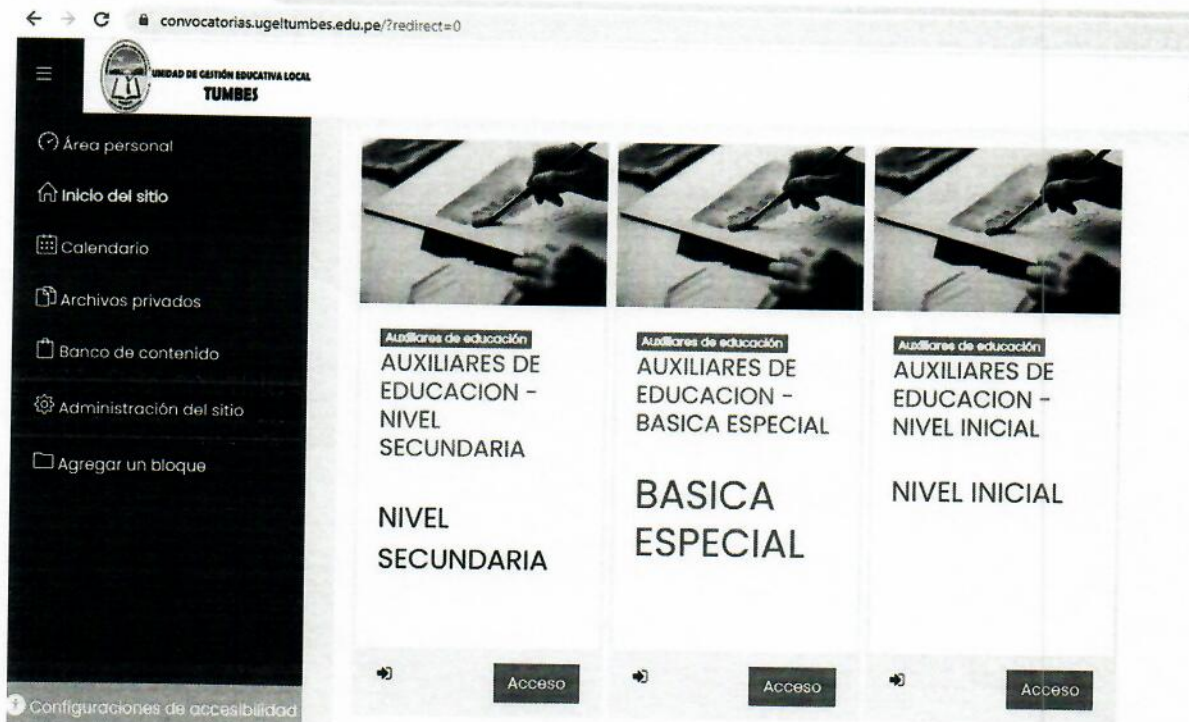 convocatorias.ugeltumbes.edu.pe/?redirect=0
UNIDAD DE GESTIÓN EDUCATIVA LOCAL
TUMBES
Área personal
Inicio del sitio
Calendario
Archivos privados
Banco de contenido
Administración del sitio
Agregar un bloque
Configuraciones de accesibilidad
Auxiliares de educación
AUXILIARES DE
EDUCACION -
NIVEL
SECUNDARIA
NIVEL
SECUNDARIA
Acceso
Auxiliares de educación
AUXILIARES DE
EDUCACION -
BASICA ESPECIAL
BASICA
ESPECIAL
Acceso
Auxiliares de educación
AUXILIARES DE
EDUCACION -
NIVEL INICIAL
NIVEL INICIAL
Acceso